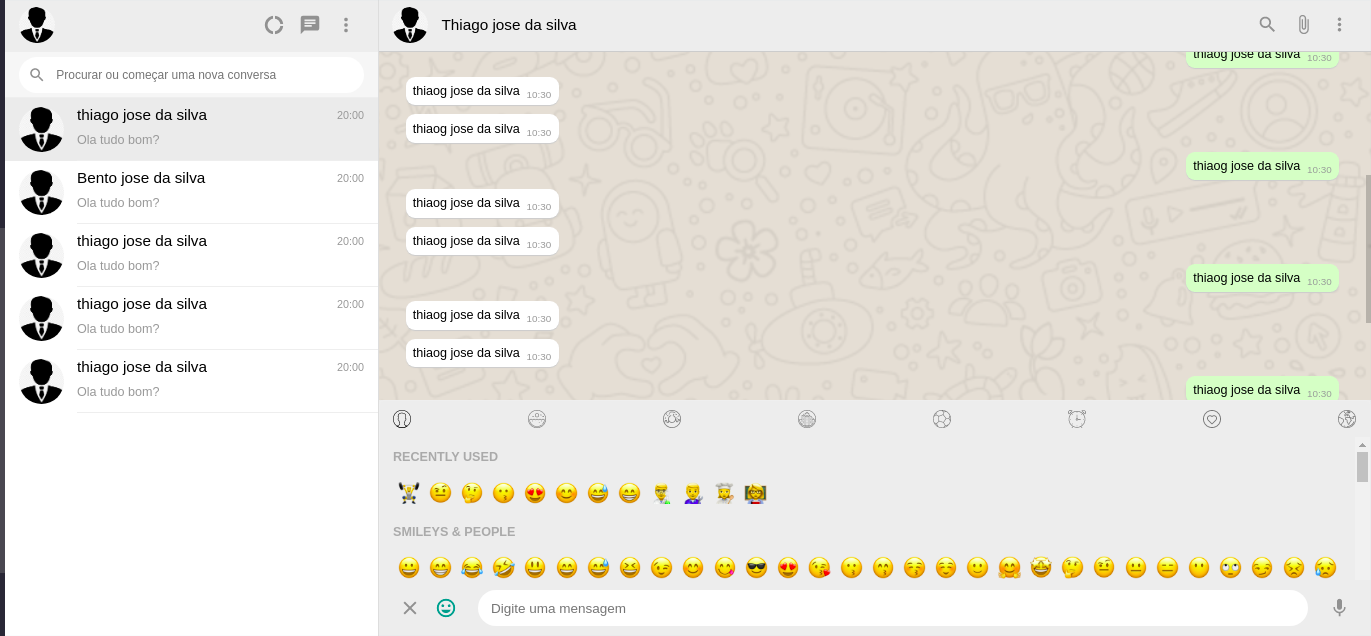 Procurar ou começar uma nova conversa
thiago jose da silva 20:00
Ola tudo bom?
Bento jose da silva 20:00
Ola tudo bom?
thiago jose da silva 20:00
Ola tudo bom?
thiago jose da silva 20:00
Ola tudo bom?
thiago jose da silva 20:00
Ola tudo bom?
Thiago jose da silva
thiaog jose da silva 10:30
thiaog jose da silva 10:30
thiaog jose da silva 10:30
thiaog jose da silva 10:30
thiaog jose da silva 10:30
thiaog jose da silva 10:30
thiaog jose da silva 10:30
thiaog jose da silva 10:30
thiaog jose da silva 10:30
thiaog jose da silva 10:30
RECENTLY USED
SMILEYS & PEOPLE
Digite uma mensagem